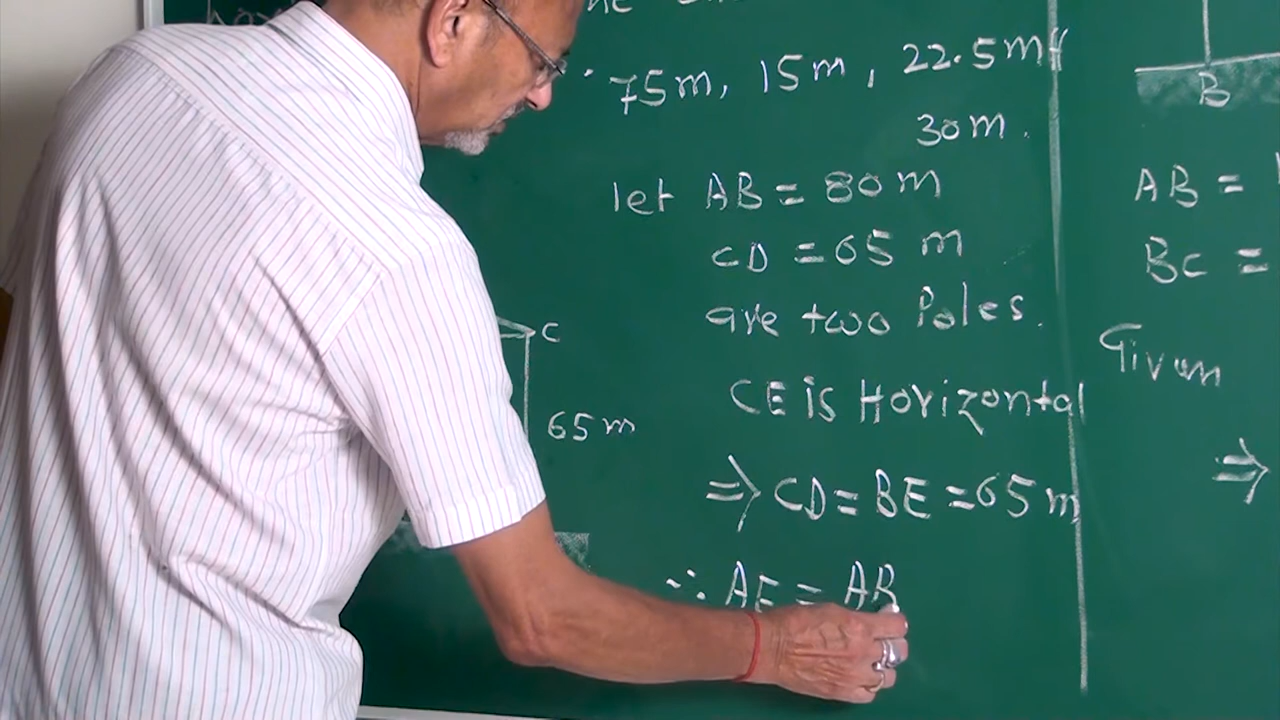 75m, 15m, 22.5m
30m.
let AB = 80m
CD = 65 m
are two Poles.
C
65m
CE is Horizontal
⇒ CD = BE = 65m
∴ AE = AB
B
AB =
BC =
Given
⇒